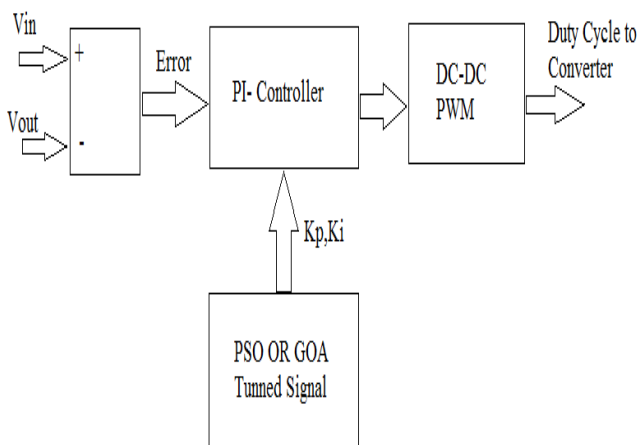 Vin
+
Vout
-
Error
PI- Controller
DC-DC
PWM
Duty Cycle to
Converter
Kp,Ki
PSO OR GOA
Tunned Signal